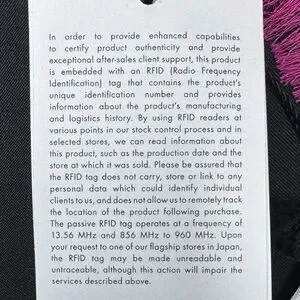 In order to provide enhanced capabilities
to certify product authenticity and provide
exceptional after-sales client support, this product
is embedded with an RFID (Radio Frequency
Identification) tag that contains the product's
unique identification number and provides
information about the product's manufacturing
and logistics history. By using RFID readers at
various points in our stock control process and in
selected stores, we can read information about
this product, such as the production date and the
store at which it was sold. Please be assured that
the RFID tag does not carry, store or link to any
personal data which could identify individual
clients to us, and does not allow us to remotely track
the location of the product following purchase.
The passive RFID tag operates at a frequency of
13.56 MHz and 856 MHz to 960 MHz. Upon
your request to one of our flagship stores in Japan,
the RFID tag may be made unreadable and
untraceable, although this action will impair the
services described above.